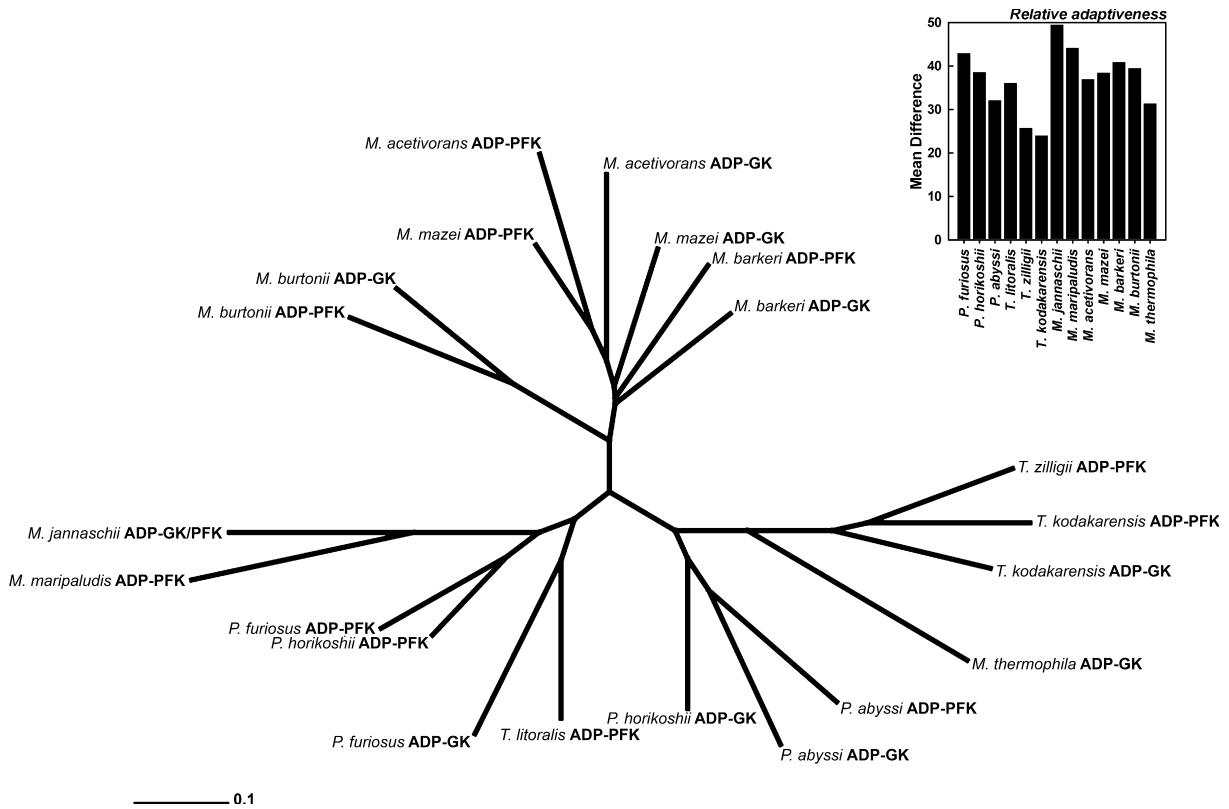 Relative adaptiveness
50
40
30
20
10
0
Mean Difference
P. furiosus
P. horikoshii
P. abyssi
T. litoralis
T. zilligii
T. kodakarensis
M. jannaschii
M. maripaludis
M. acetivorans
M. mazei
M. barkeri
M. burtonii
M. thermophila
M. acetivorans ADP-PFK
M. acetivorans ADP-GK
M. mazei ADP-PFK
M. mazei ADP-GK
M. barkeri ADP-PFK
M. burtonii ADP-GK
M. barkeri ADP-GK
M. burtonii ADP-PFK
T. zilligii ADP-PFK
T. kodakarensis ADP-PFK
M. jannaschii ADP-GK/PFK
T. kodakarensis ADP-GK
M. maripaludis ADP-PFK
P. furiosus ADP-PFK
P. horikoshii ADP-PFK
M. thermophila ADP-GK
P. abyssi ADP-PFK
P. horikoshii ADP-GK
T. litoralis ADP-PFK
P. furiosus ADP-GK
P. abyssi ADP-GK
0.1